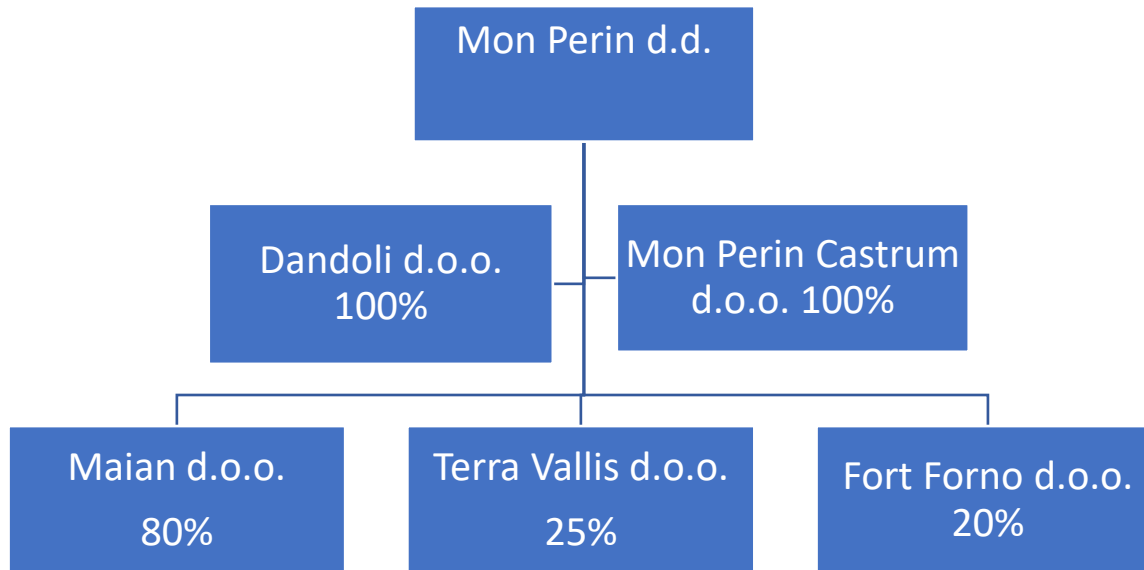 Mon Perin d.d.
Dandoli d.o.o.
100%
Mon Perin Castrum
d.o.o. 100%
Maian d.o.o.
80%
Terra Vallis d.o.o.
25%
Fort Forno d.o.o.
20%